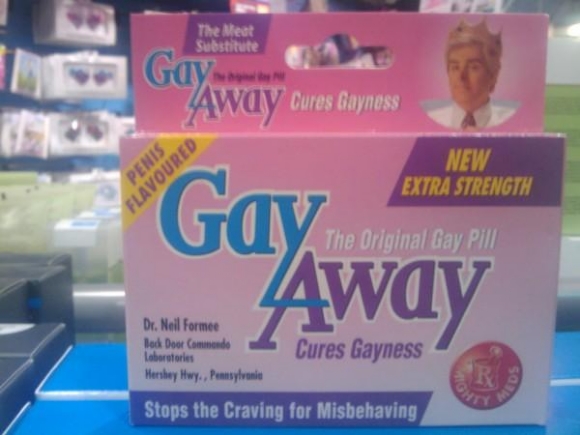 The Meat
Substitute
Gay
Away
The Original Gay Pill
Cures Gayness
PENIS
FLAVOURED
NEW
EXTRA STRENGTH
Gay
Away
The Original Gay Pill
Cures Gayness
Dr. Neil Formee
Back Door Commando
Laboratories
Hershey Hwy. , Pennsylvania
MIGHTY MEDS
RX
Stops the Craving for Misbehaving